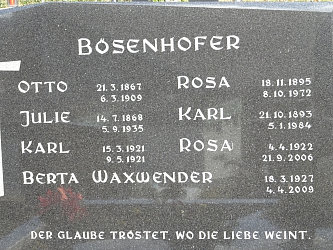 BÖSENHOFER
OTTO 21.3.1867 ROSA 18.11.1895
6.3.1909 8.10.1972
JULIE 14.7.1868 KARL 21.10.1893
5.9.1935 5.1.1984
KARL 15.3.1921 ROSA 4.4.1922
9.5.1921 21.9.2006
BERTA WAXWENDER 18.3.1927
4.4.2009
DER GLAUBE TRÖSTET, WO DIE LIEBE WEINT.